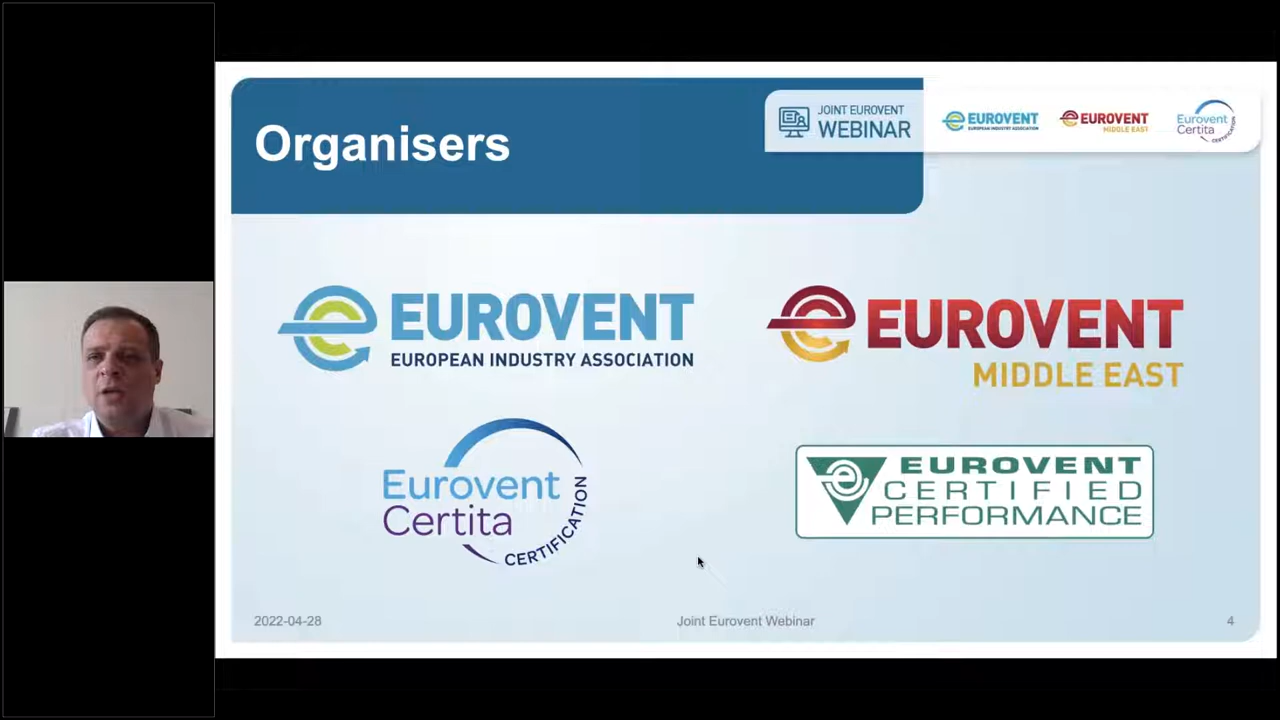 Organisers
JOINT EUROVENT
WEBINAR
EUROVENT
EUROPEAN INDUSTRY ASSOCIATION
EUROVENT
MIDDLE EAST
Eurovent
Certita
CERTIFICATION
EUROVENT
EUROPEAN INDUSTRY ASSOCIATION
EUROVENT
MIDDLE EAST
Eurovent
Certita
CERTIFICATION
EUROVENT
CERTIFIED
PERFORMANCE
2022-04-28
Joint Eurovent Webinar
4